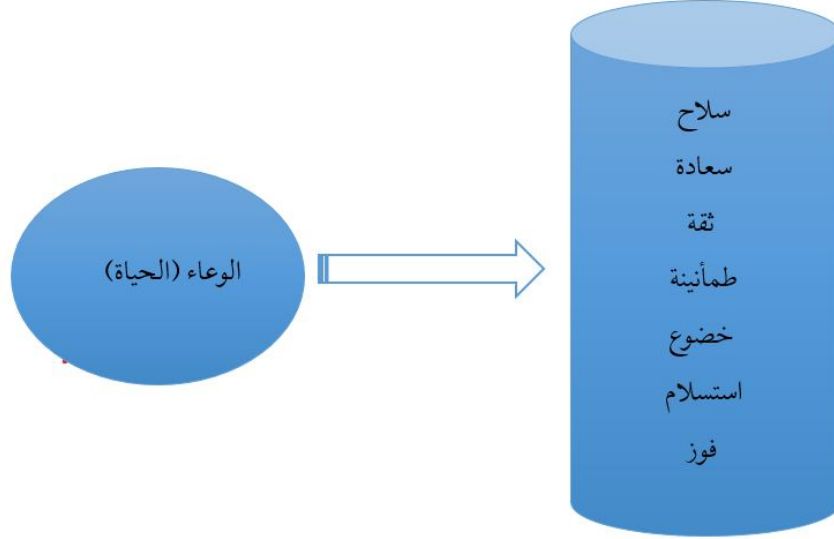 سلاح
سعادة
ثقة
طمأنينة
خضوع
استسلام
فوز
الوعاء (الحياة)